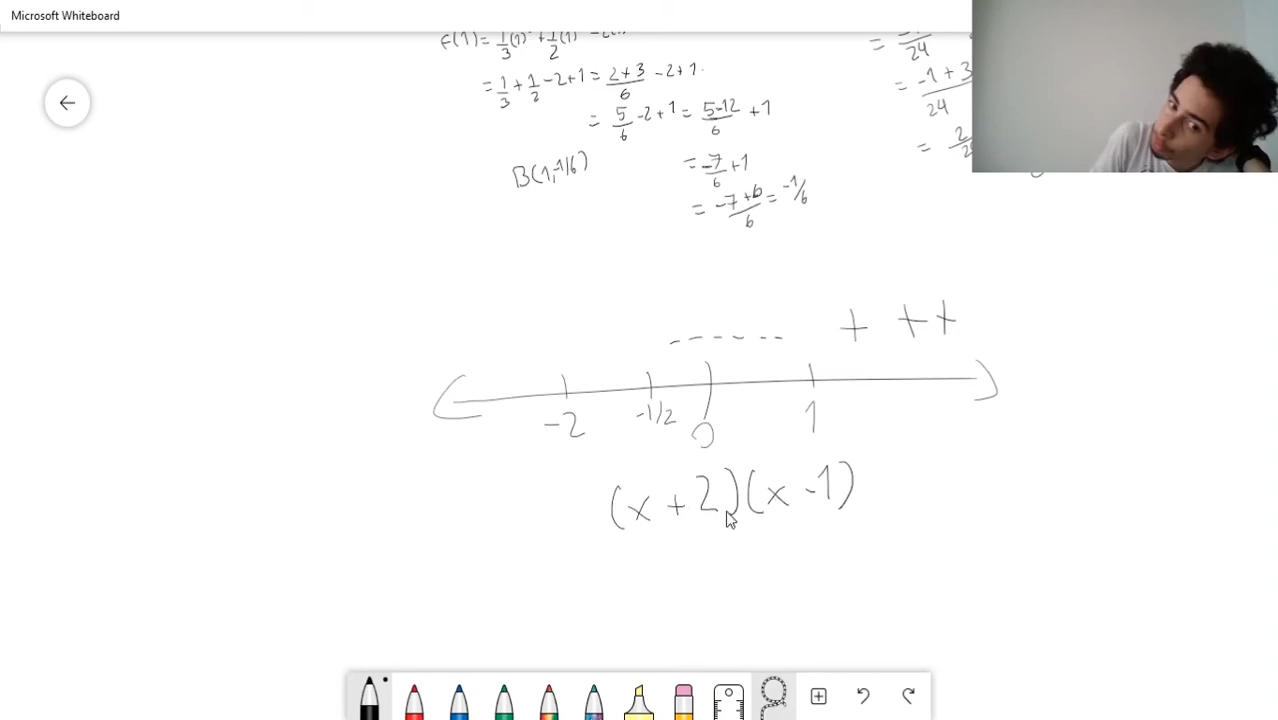 Microsoft Whiteboard
F(1) = 1/3(1) + 1/2(1)
= 1/3 + 1/2 - 2 + 1 = 2+3/6 - 2 + 1
= 5/6 - 2 + 1 = 5-12/6 + 1
B(1, -1/6)
= -7/6 + 1
= -7+6/6 = -1/6
=
24
= -1+3
24
= 2
- - - - - - + + +
-2 -1/2 0 1
(x + 2)(x - 1)